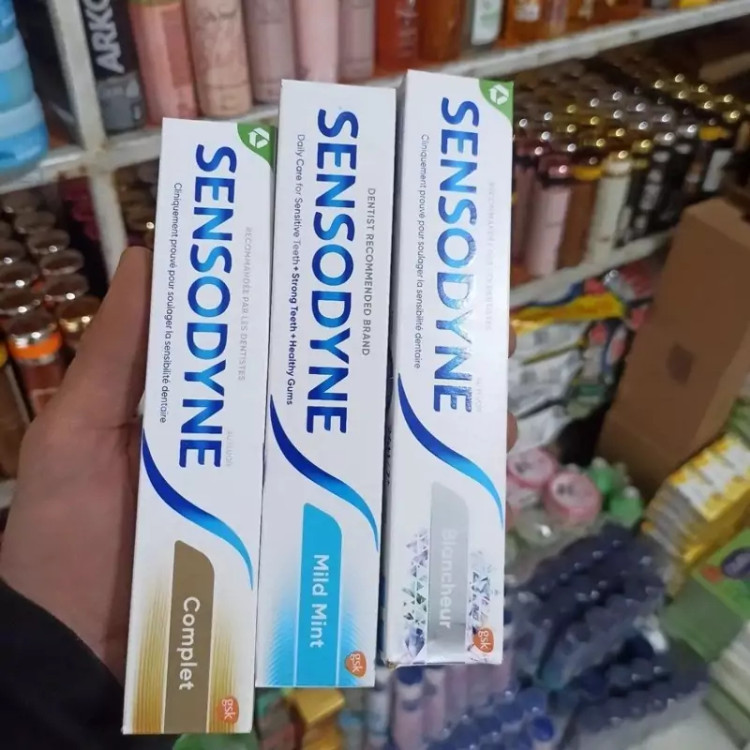 ARKO
SENSODYNE
RECOMMANDÉE PAR LES DENTISTES
Cliniquement prouvé pour soulager la sensibilité dentaire
Complet
gsk
DENTIST RECOMMENDED BRAND
SENSODYNE
Daily Care for Sensitive Teeth • Strong Teeth + Healthy Gums
Mild Mint
gsk
SENSODYNE
Cliniquement prouvé pour soulager la sensibilité dentaire
Blancheur
gsk